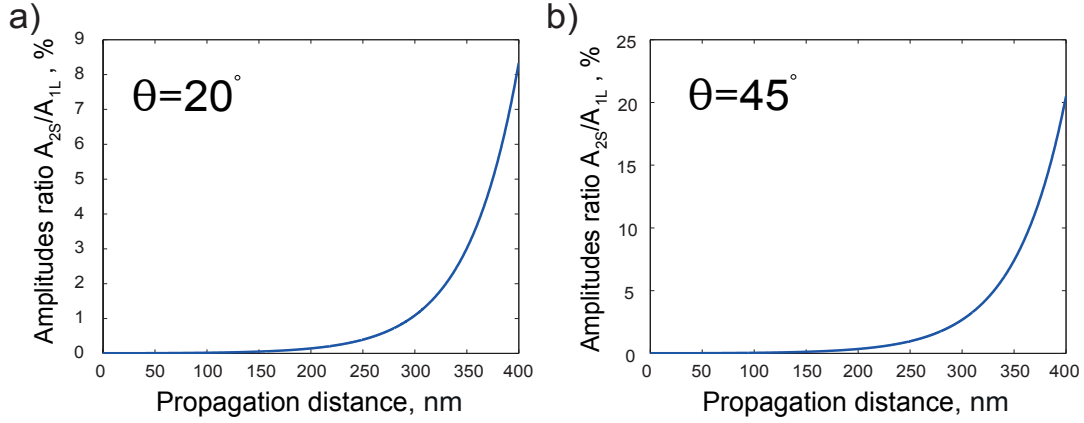 a)
Amplitudes ratio A2S/A1L , %
9
8
7
6
5
4
3
2
1
0
θ=20°
0 50 100 150 200 250 300 350 400
Propagation distance, nm
b)
Amplitudes ratio A2S/A1L , %
25
20
15
10
5
0
θ=45°
0 50 100 150 200 250 300 350 400
Propagation distance, nm